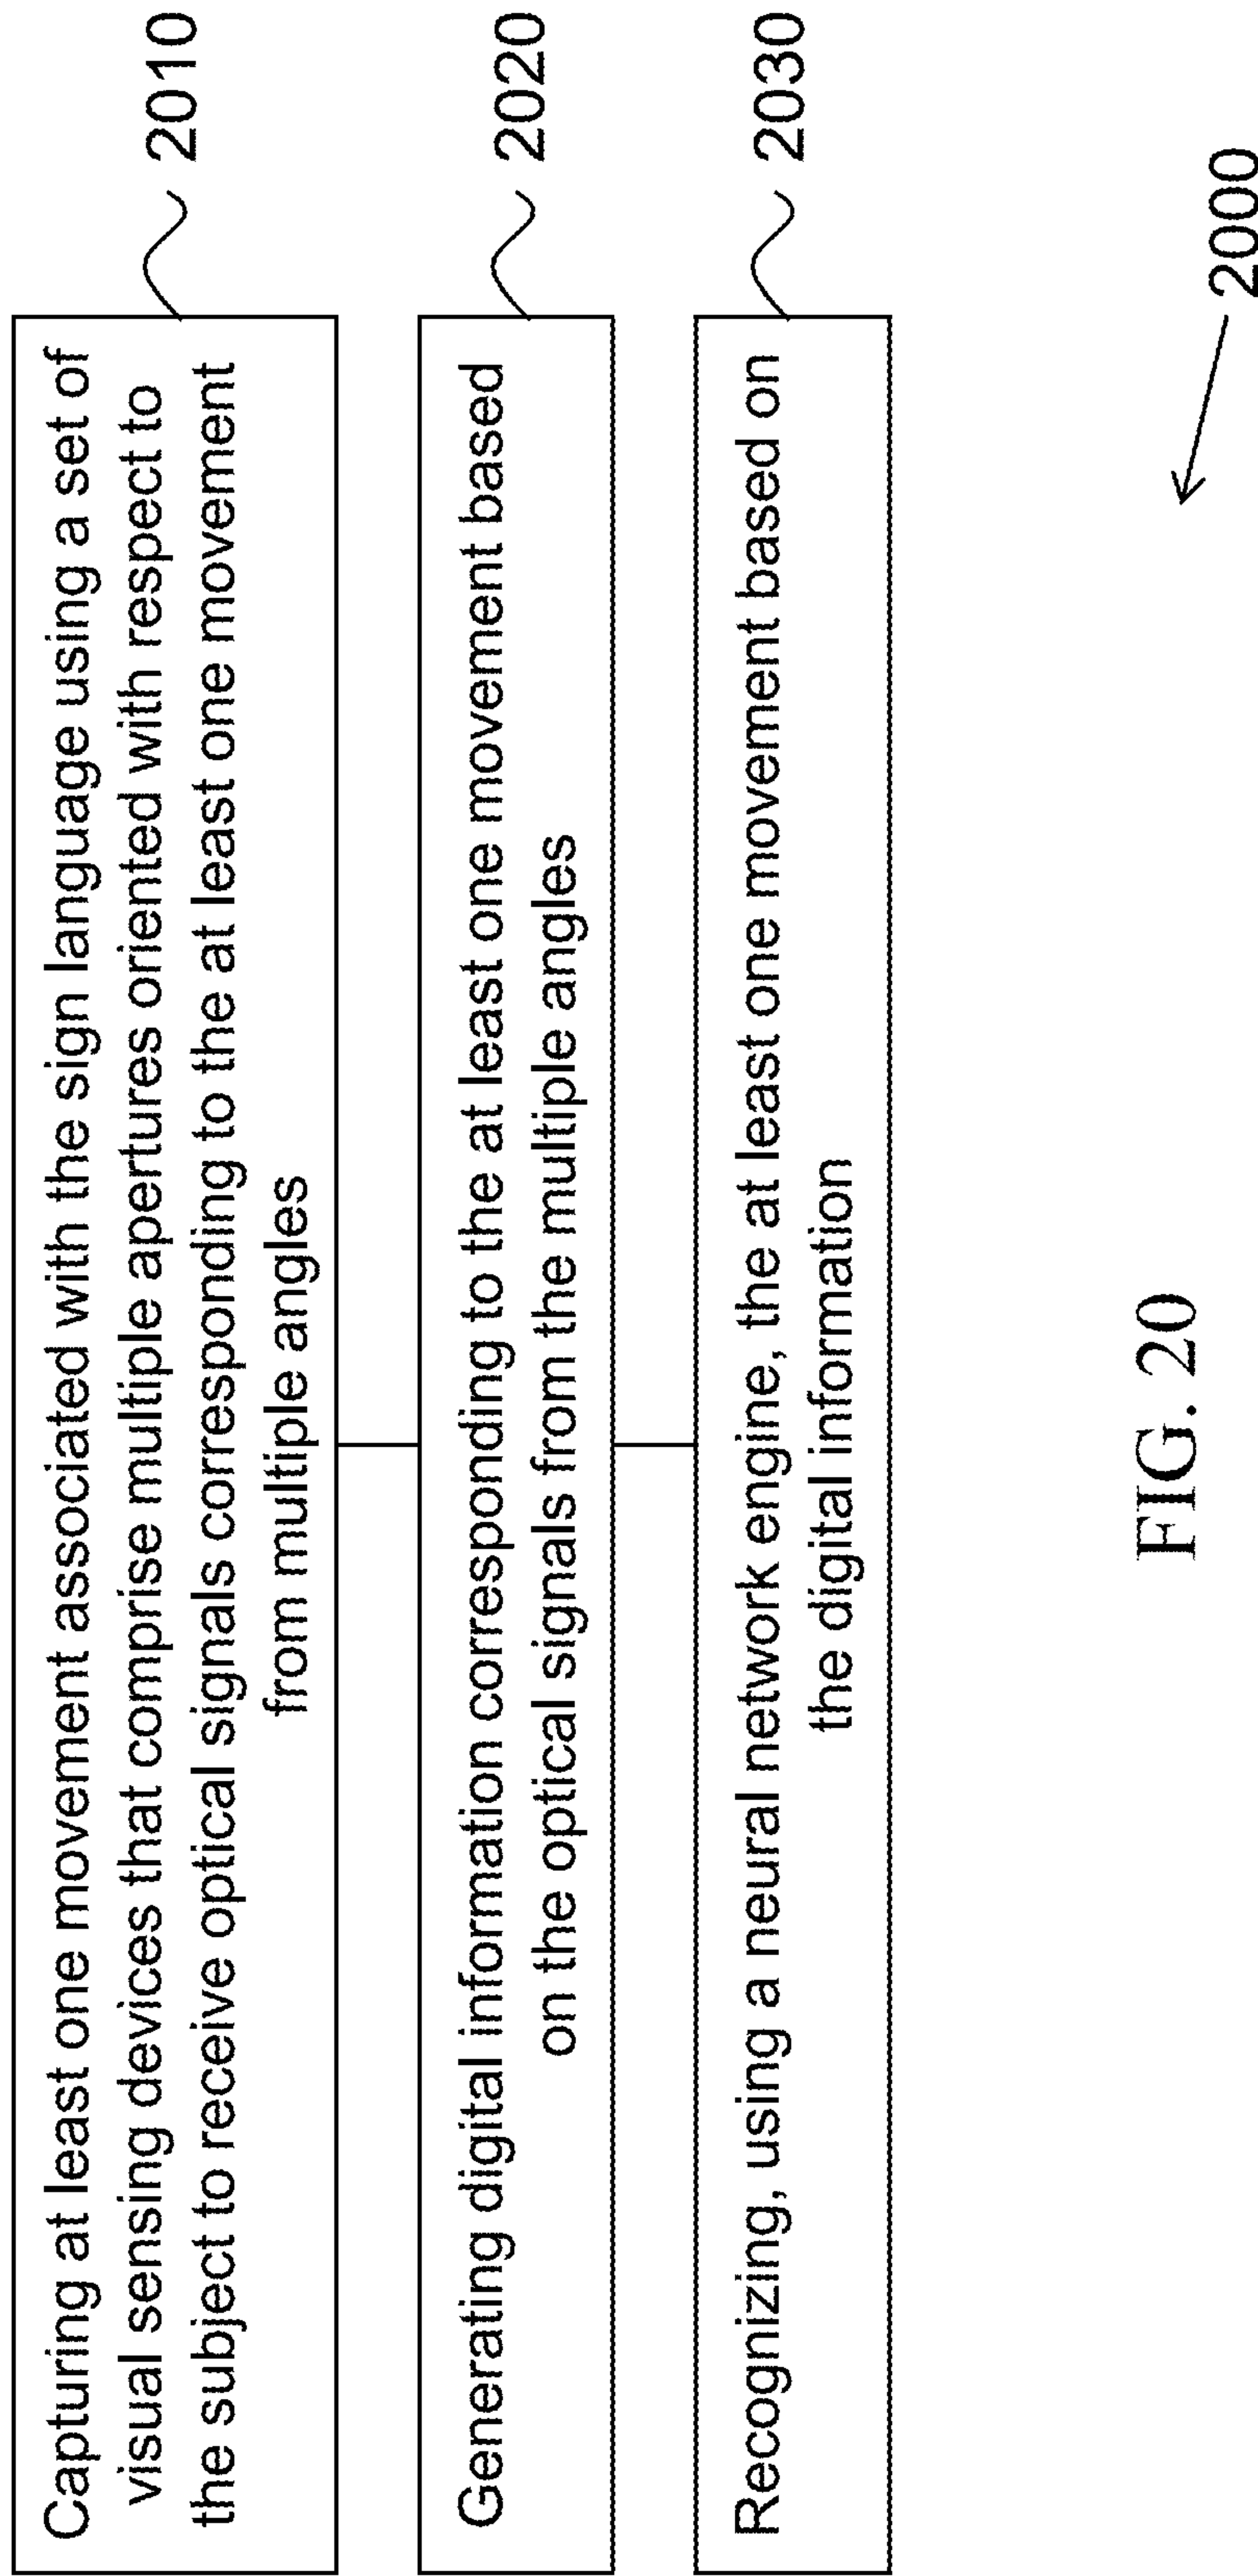 Capturing at least one movement associated with the sign language using a set of
visual sensing devices that comprise multiple apertures oriented with respect to
the subject to receive optical signals corresponding to the at least one movement
from multiple angles
2010
Generating digital information corresponding to the at least one movement based
on the optical signals from the multiple angles
2020
Recognizing, using a neural network engine, the at least one movement based on
the digital information
2030
2000
FIG. 20